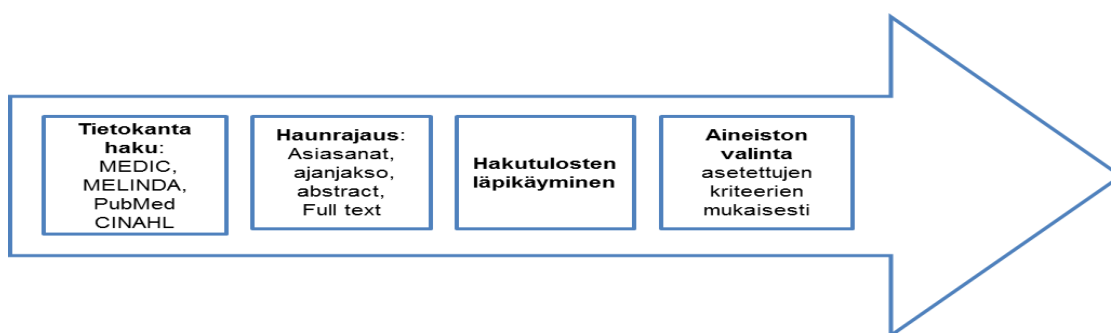 Tietokanta
haku:
MEDIC,
MELINDA,
PubMed
CINAHL
Haunrajaus:
Asiasanat,
ajanjakso,
abstract,
Full text
Hakutulosten
läpikäyminen
Aineiston
valinta
asetettujen
kriteerien
mukaisesti